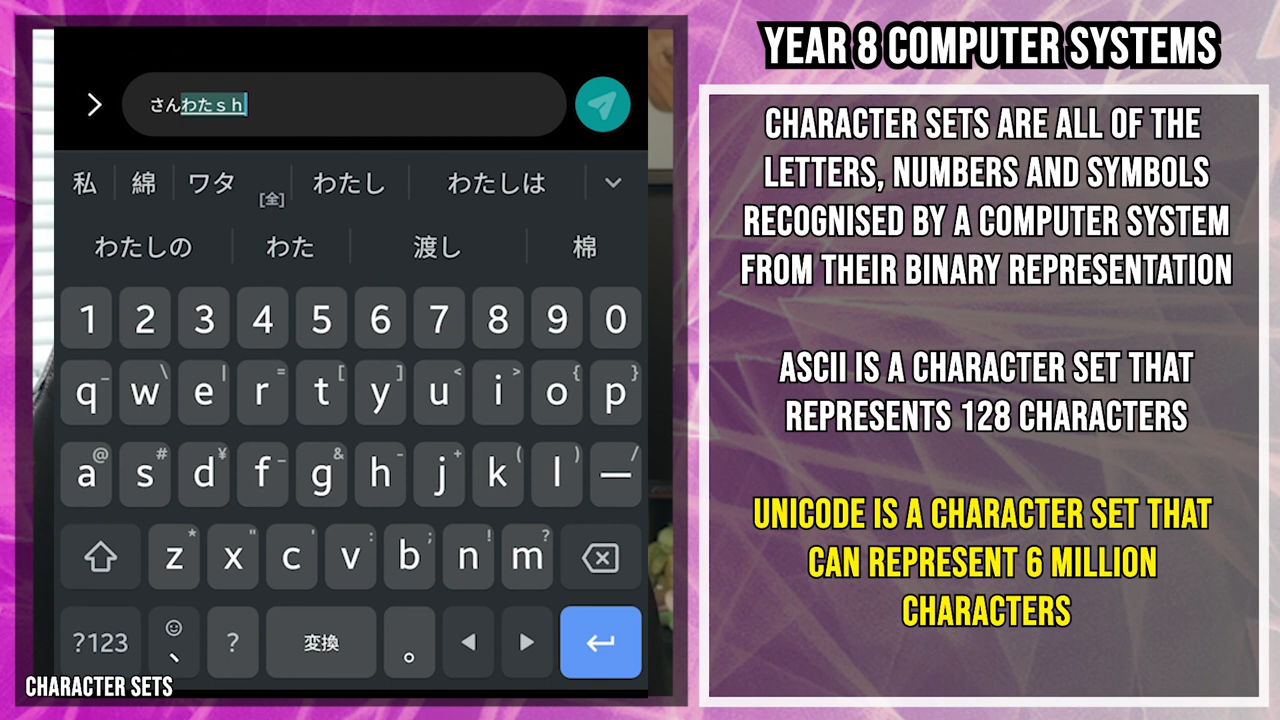 YEAR 8 COMPUTER SYSTEMS
CHARACTER SETS ARE ALL OF THE
LETTERS, NUMBERS AND SYMBOLS
RECOGNISED BY A COMPUTER SYSTEM
FROM THEIR BINARY REPRESENTATION
ASCII IS A CHARACTER SET THAT
REPRESENTS 128 CHARACTERS
UNICODE IS A CHARACTER SET THAT
CAN REPRESENT 6 MILLION
CHARACTERS
さんわたｓｈ
私 綿 ワタ [全] わたし わたしは
わたしの わた 渡し 棉
1 2 3 4 5 6 7 8 9 0
q _ w \ e | r = t [ y ] u < i > o { p }
a @ s # d ¥ f _ g & h - j + k ( l ) ー /
z * x " c ' v : b ; n ! m ?
?123 、 ? 変換 。
CHARACTER SETS